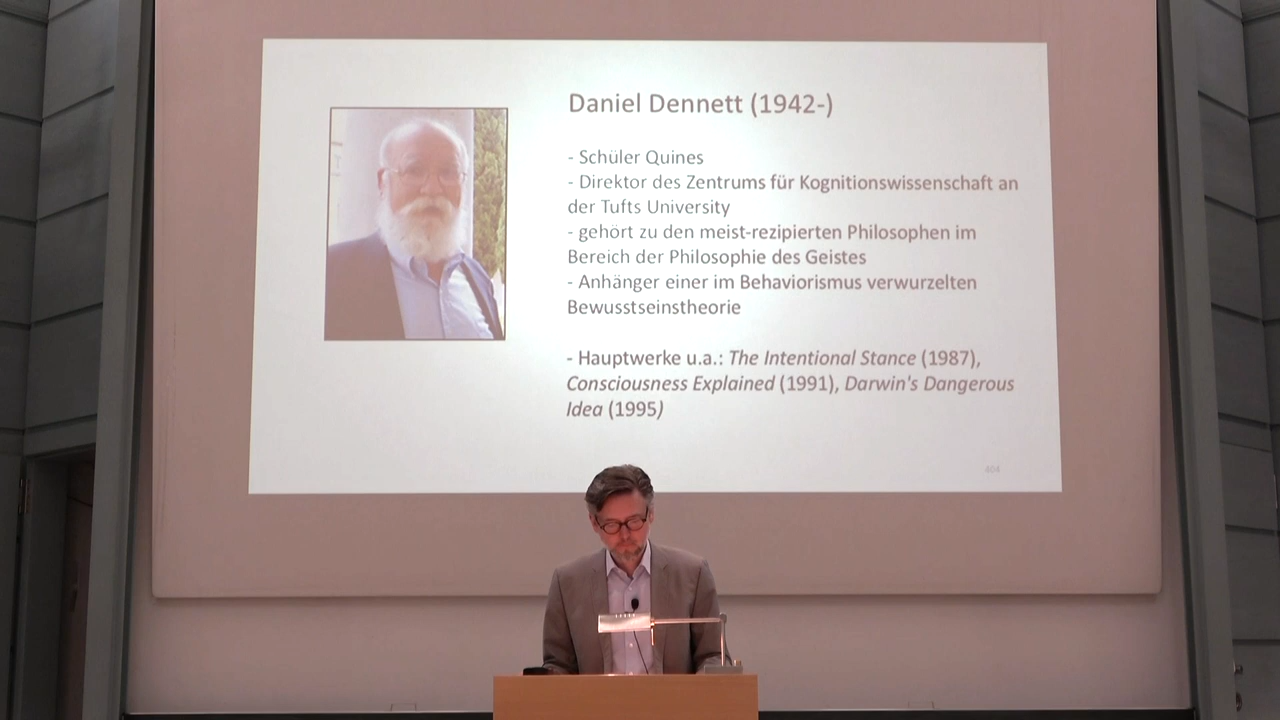 Daniel Dennett (1942-)
- Schüler Quines
- Direktor des Zentrums für Kognitionswissenschaft an
der Tufts University
- gehört zu den meist-rezipierten Philosophen im
Bereich der Philosophie des Geistes
- Anhänger einer im Behaviorismus verwurzelten
Bewusstseinstheorie
- Hauptwerke u.a.: The Intentional Stance (1987),
Consciousness Explained (1991), Darwin's Dangerous
Idea (1995)
404